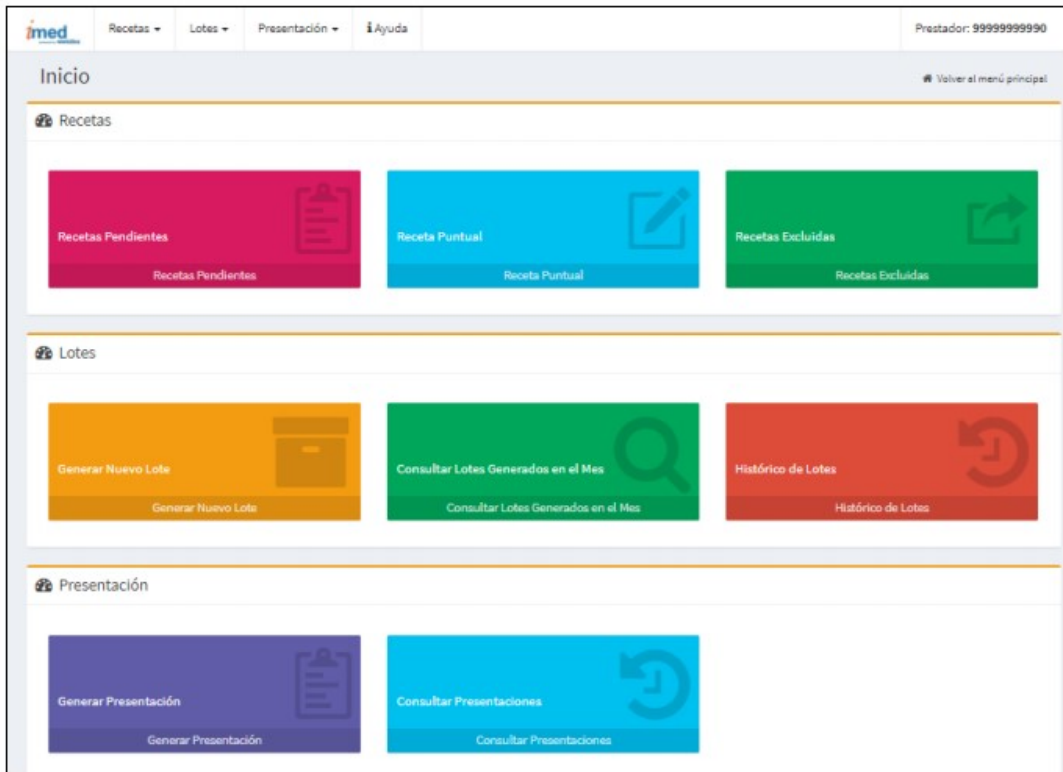 imed
Recetas
Lotes
Presentación
i Ayuda
Prestador: 99999999990
Inicio
Volver al menú principal
Recetas
Recetas Pendientes
Recetas Pendientes
Receta Puntual
Receta Puntual
Recetas Excluidas
Recetas Excluidas
Lotes
Generar Nuevo Lote
Generar Nuevo Lote
Consultar Lotes Generados en el Mes
Consultar Lotes Generados en el Mes
Histórico de Lotes
Histórico de Lotes
Presentación
Generar Presentación
Generar Presentación
Consultar Presentaciones
Consultar Presentaciones